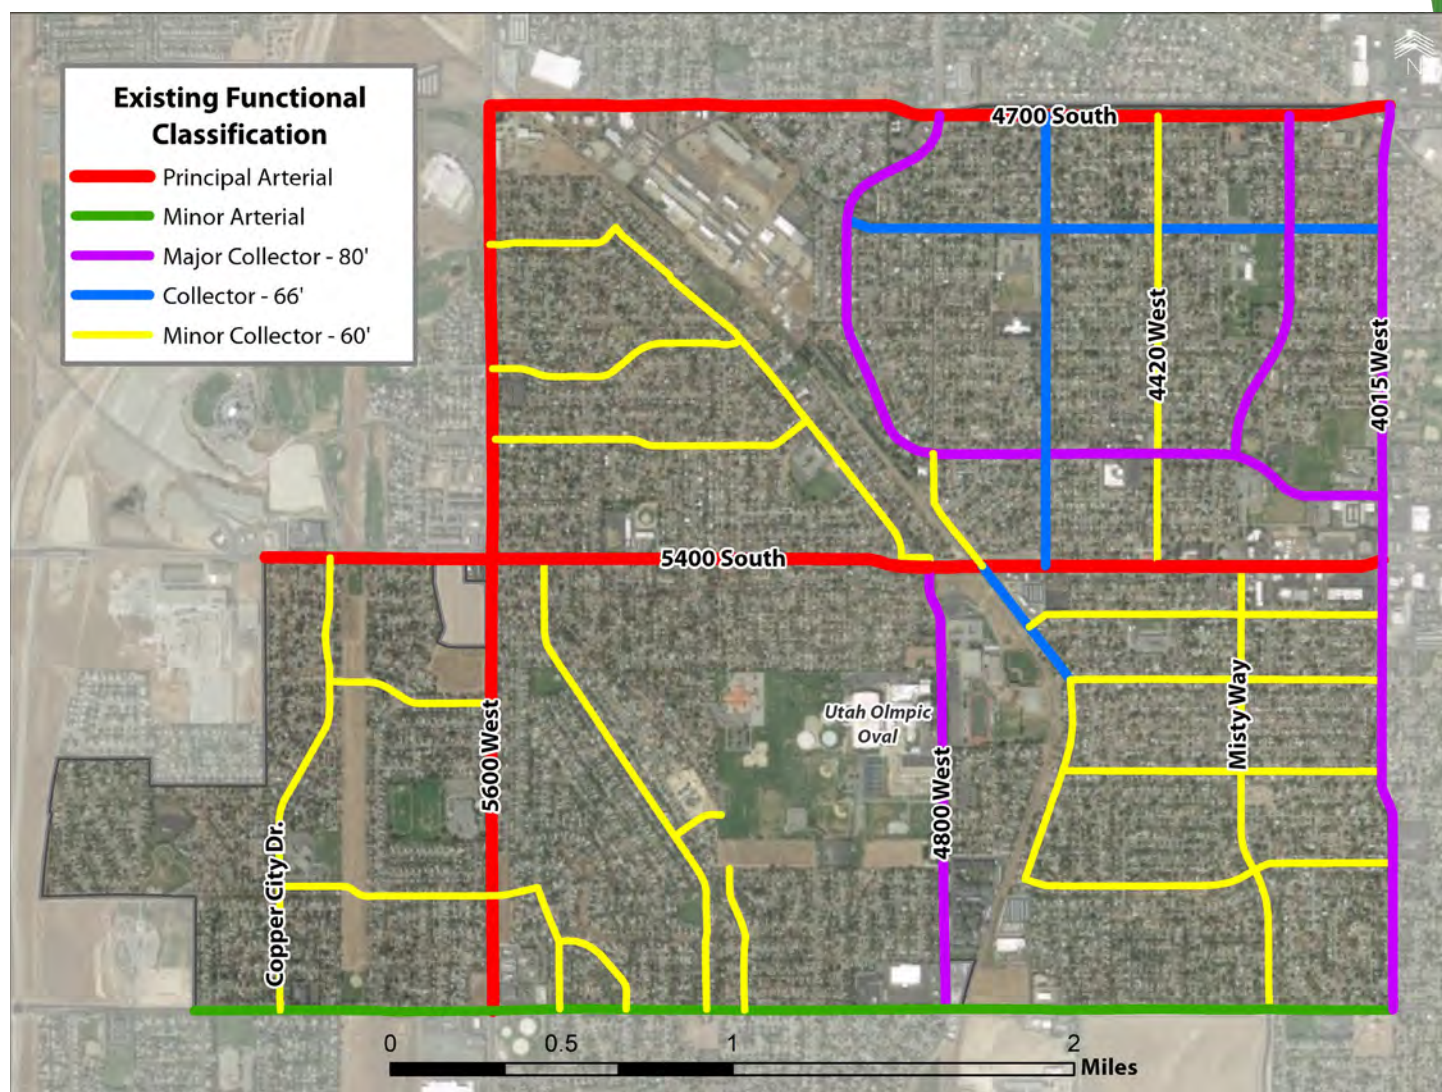 Existing Functional
Classification
Principal Arterial
Minor Arterial
Major Collector - 80'
Collector - 66'
Minor Collector - 60'
N
4700 South
4420 West
4015 West
5400 South
5600 West
Utah Olmpic
Oval
4800 West
Misty Way
Copper City Dr.
0 0.5 1 2
Miles